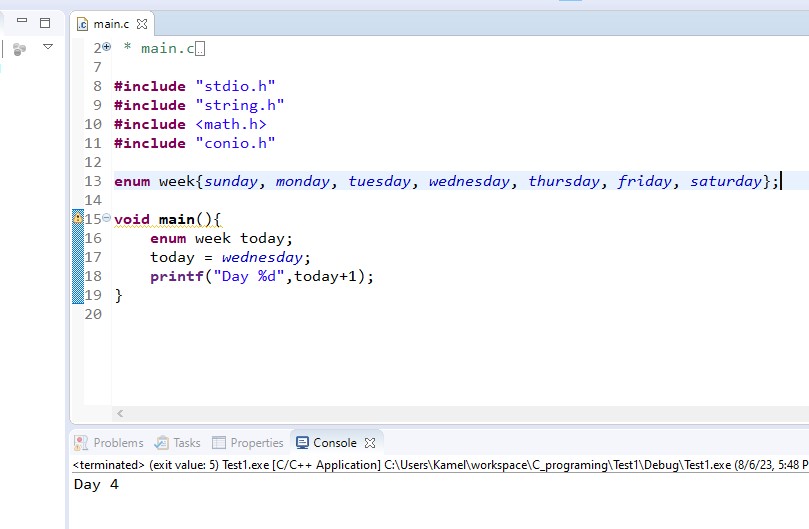 main.c
2 * main.c
7
8 #include "stdio.h"
9 #include "string.h"
10 #include <math.h>
11 #include "conio.h"
12
13 enum week{sunday, monday, tuesday, wednesday, thursday, friday, saturday};
14
15 void main(){
16     enum week today;
17     today = wednesday;
18     printf("Day %d",today+1);
19 }
20
Problems Tasks Properties Console
<terminated> (exit value: 5) Test1.exe [C/C++ Application] C:\Users\Kamel\workspace\C_programing\Test1\Debug\Test1.exe (8/6/23, 5:48 P
Day 4